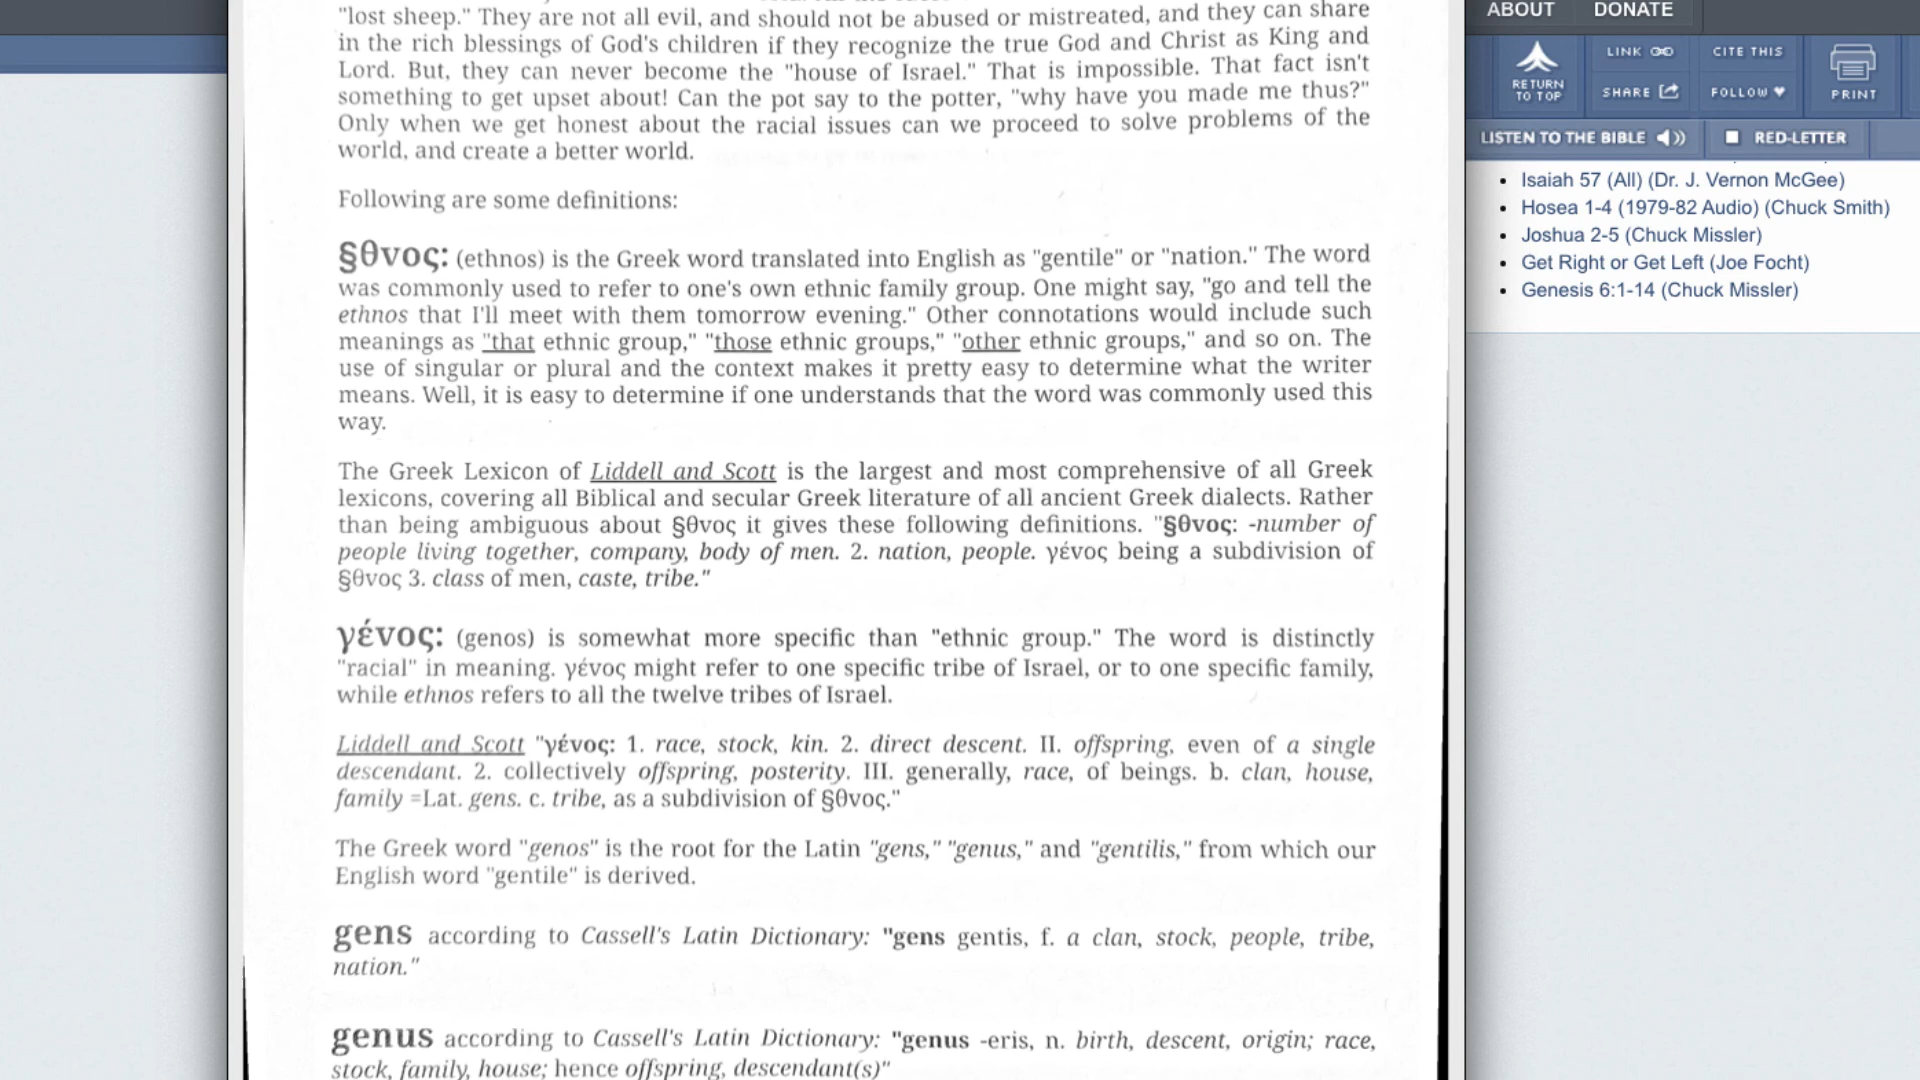 "lost sheep." They are not all evil, and should not be abused or mistreated, and they can share
in the rich blessings of God's children if they recognize the true God and Christ as King and
Lord. But, they can never become the "house of Israel." That is impossible. That fact isn't
something to get upset about! Can the pot say to the potter, "why have you made me thus?"
Only when we get honest about the racial issues can we proceed to solve problems of the
world, and create a better world.
Following are some definitions:
§θνος: (ethnos) is the Greek word translated into English as "gentile" or "nation." The word
was commonly used to refer to one's own ethnic family group. One might say, "go and tell the
ethnos that I'll meet with them tomorrow evening." Other connotations would include such
meanings as "that ethnic group," "those ethnic groups," "other ethnic groups," and so on. The
use of singular or plural and the context makes it pretty easy to determine what the writer
means. Well, it is easy to determine if one understands that the word was commonly used this
way.
The Greek Lexicon of Liddell and Scott is the largest and most comprehensive of all Greek
lexicons, covering all Biblical and secular Greek literature of all ancient Greek dialects. Rather
than being ambiguous about §θνος it gives these following definitions. "§θνος: -number of
people living together, company, body of men. 2. nation, people. γένος being a subdivision of
§θνος 3. class of men, caste, tribe."
γένος: (genos) is somewhat more specific than "ethnic group." The word is distinctly
"racial" in meaning. γένος might refer to one specific tribe of Israel, or to one specific family,
while ethnos refers to all the twelve tribes of Israel.
Liddell and Scott "γένος: 1. race, stock, kin. 2. direct descent. II. offspring, even of a single
descendant. 2. collectively offspring, posterity. III. generally, race, of beings. b. clan, house,
family =Lat. gens. c. tribe, as a subdivision of §θνος."
The Greek word "genos" is the root for the Latin "gens," "genus," and "gentilis," from which our
English word "gentile" is derived.
gens according to Cassell's Latin Dictionary: "gens gentis, f. a clan, stock, people, tribe,
nation."
genus according to Cassell's Latin Dictionary: "genus -eris, n. birth, descent, origin; race,
stock, family, house; hence offspring, descendant(s)"
ABOUT DONATE
RETURN TO TOP
LINK
CITE THIS
SHARE
FOLLOW
PRINT
LISTEN TO THE BIBLE
RED-LETTER
• Isaiah 57 (All) (Dr. J. Vernon McGee)
• Hosea 1-4 (1979-82 Audio) (Chuck Smith)
• Joshua 2-5 (Chuck Missler)
• Get Right or Get Left (Joe Focht)
• Genesis 6:1-14 (Chuck Missler)